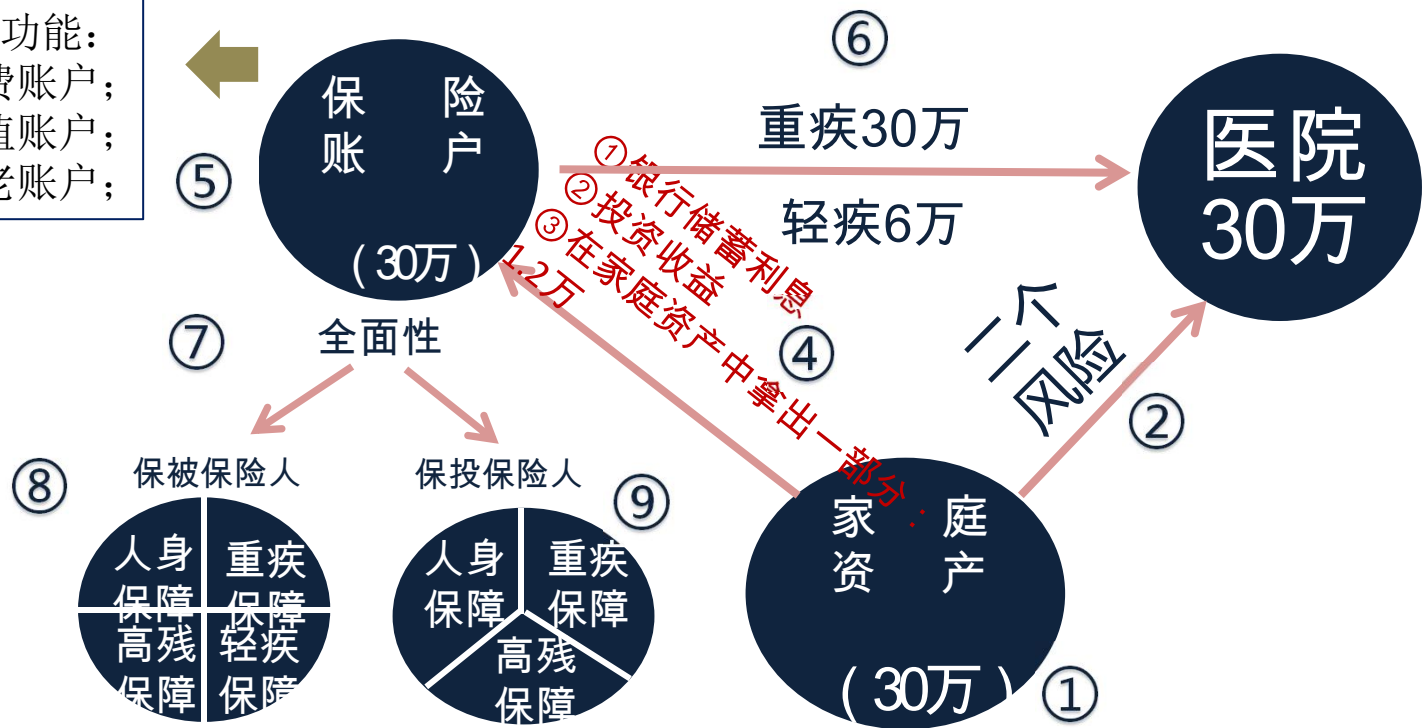 功能：
费账户；
值账户；
老账户；
⑥
保 险
账 户
（30万）
重疾30万
轻疾6万
医院
30万
⑤
①银行储蓄利息
②投资收益
③在家庭资产中拿出一部分：
1.2万
④
二个
风险
②
⑦
全面性
⑧
保被保险人
保投保险人
⑨
人身
保障
重疾
保障
高残
保障
轻疾
保障
人身
保障
重疾
保障
高残
保障
家 庭
资 产
（30万）
①